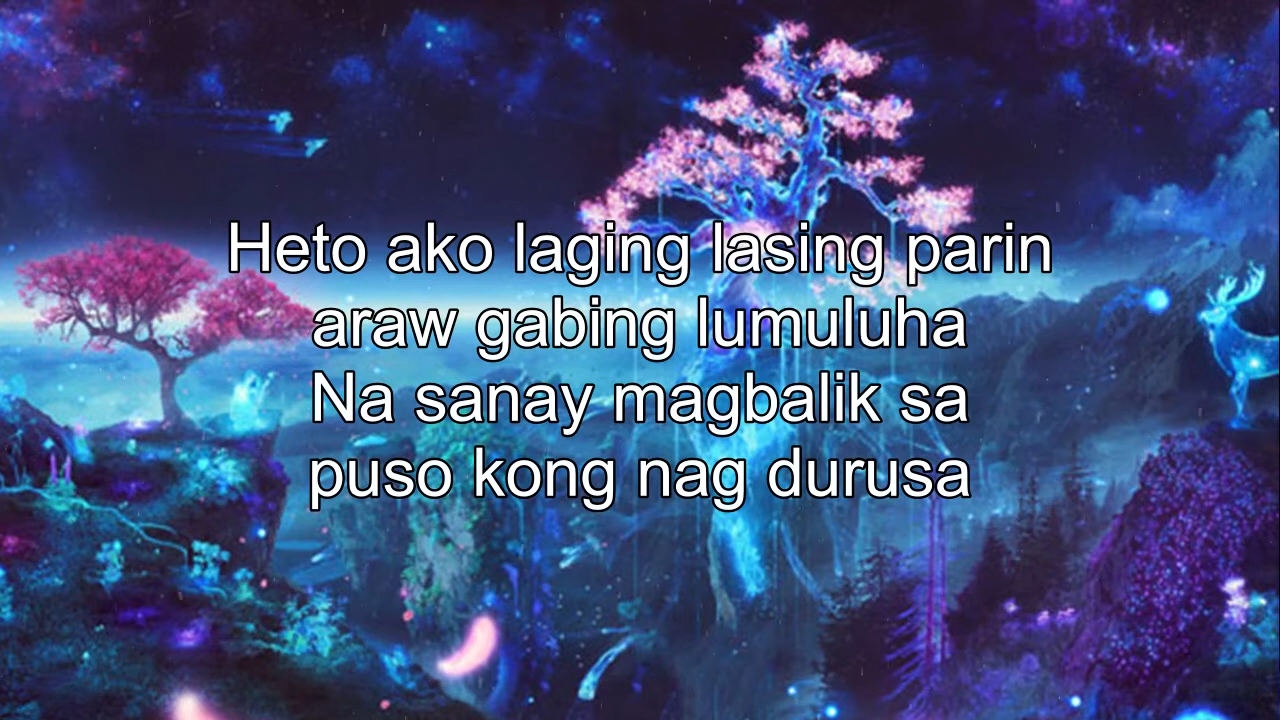 Heto ako laging lasing parin
araw gabing lumuluha
Na sanay magbalik sa
puso kong nag durusa